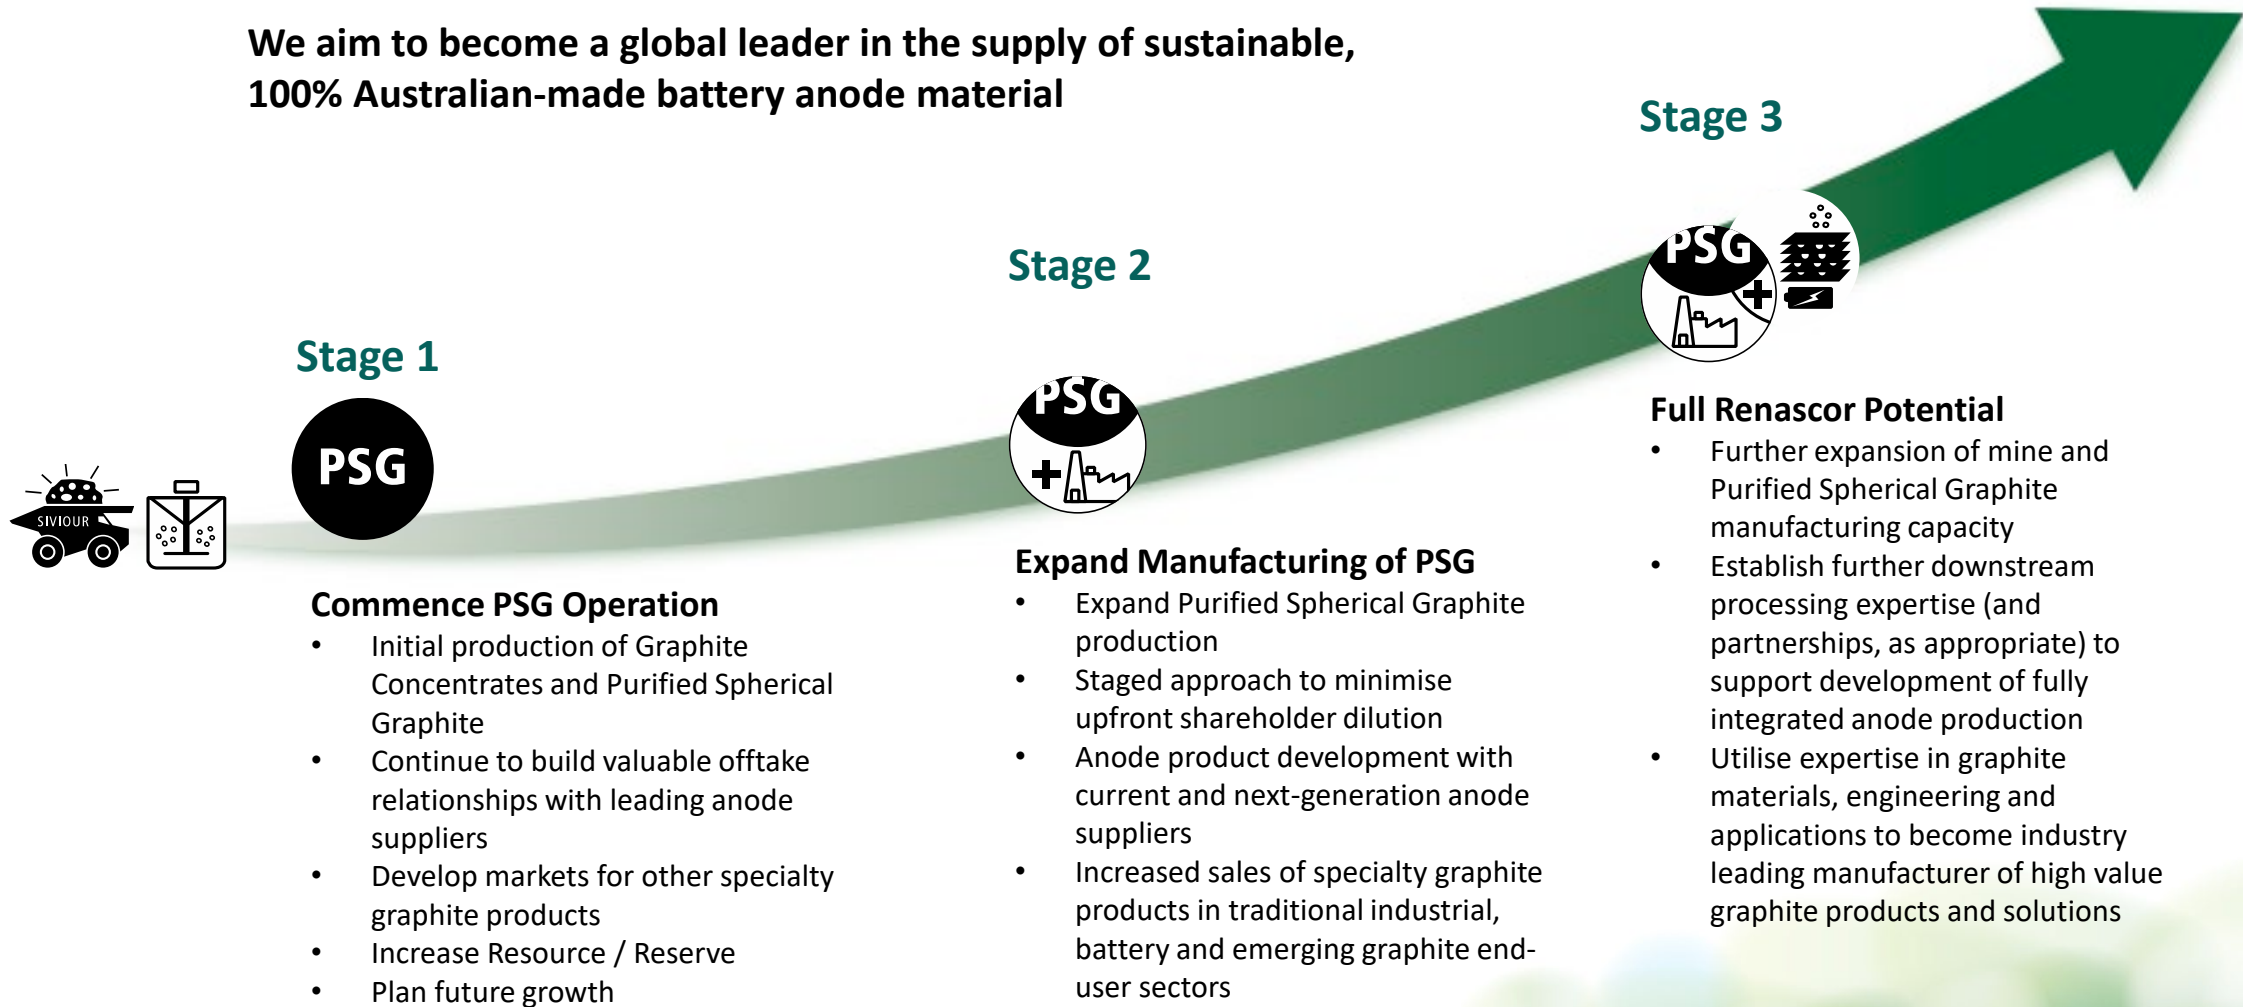 We aim to become a global leader in the supply of sustainable,
100% Australian-made battery anode material
Stage 1
PSG
SIVIOUR
Commence PSG Operation
• Initial production of Graphite
Concentrates and Purified Spherical
Graphite
• Continue to build valuable offtake
relationships with leading anode
suppliers
• Develop markets for other specialty
graphite products
• Increase Resource / Reserve
• Plan future growth
Stage 2
PSG
Expand Manufacturing of PSG
• Expand Purified Spherical Graphite
production
• Staged approach to minimise
upfront shareholder dilution
• Anode product development with
current and next-generation anode
suppliers
• Increased sales of specialty graphite
products in traditional industrial,
battery and emerging graphite end-
user sectors
Stage 3
PSG
Full Renascor Potential
• Further expansion of mine and
Purified Spherical Graphite
manufacturing capacity
• Establish further downstream
processing expertise (and
partnerships, as appropriate) to
support development of fully
integrated anode production
• Utilise expertise in graphite
materials, engineering and
applications to become industry
leading manufacturer of high value
graphite products and solutions